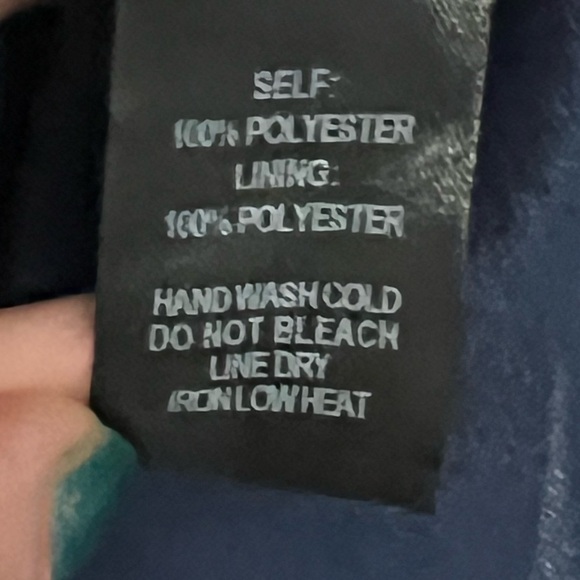 SELF:
100% POLYESTER
LINING:
100% POLYESTER
HAND WASH COLD
DO NOT BLEACH
LINE DRY
IRON LOW HEAT